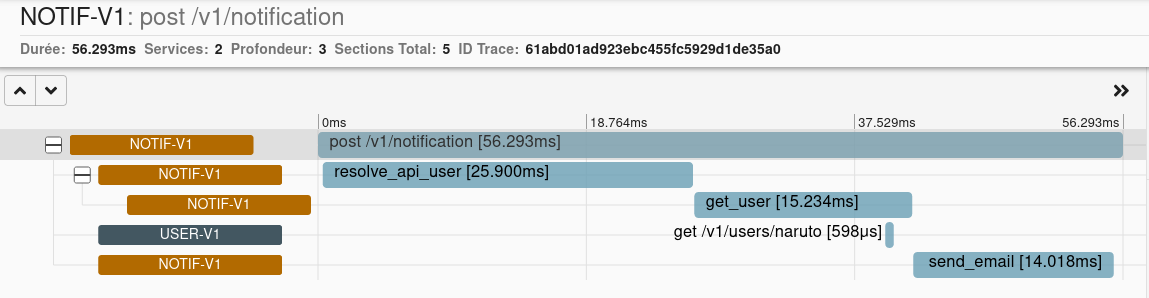 NOTIF-V1: post /v1/notification
Durée: 56.293ms Services: 2 Profondeur: 3 Sections Total: 5 ID Trace: 61abd01ad923ebc455fc5929d1de35a0
0ms 18.764ms 37.529ms 56.293ms
NOTIF-V1 post /v1/notification [56.293ms]
NOTIF-V1 resolve_api_user [25.900ms]
NOTIF-V1 get_user [15.234ms]
USER-V1 get /v1/users/naruto [598μs]
NOTIF-V1 send_email [14.018ms]